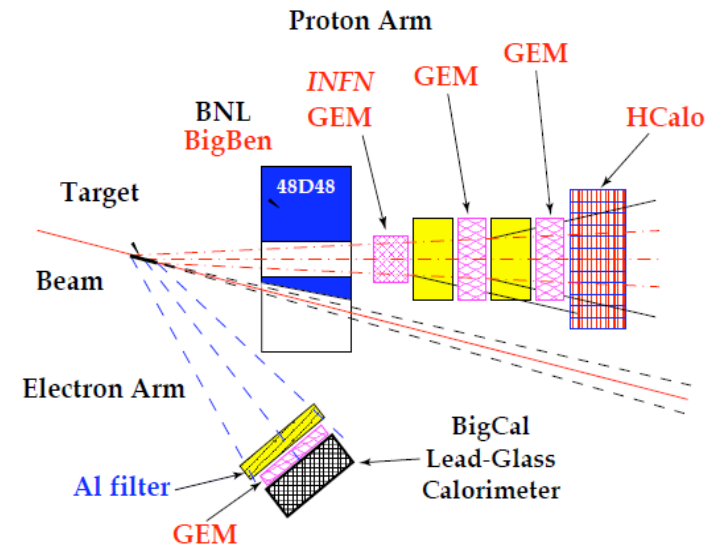 Proton Arm
GEM
INFN
GEM
GEM
BNL
BigBen
HCalo
48D48
Target
Beam
Electron Arm
BigCal
Lead-Glass
Calorimeter
Al filter
GEM